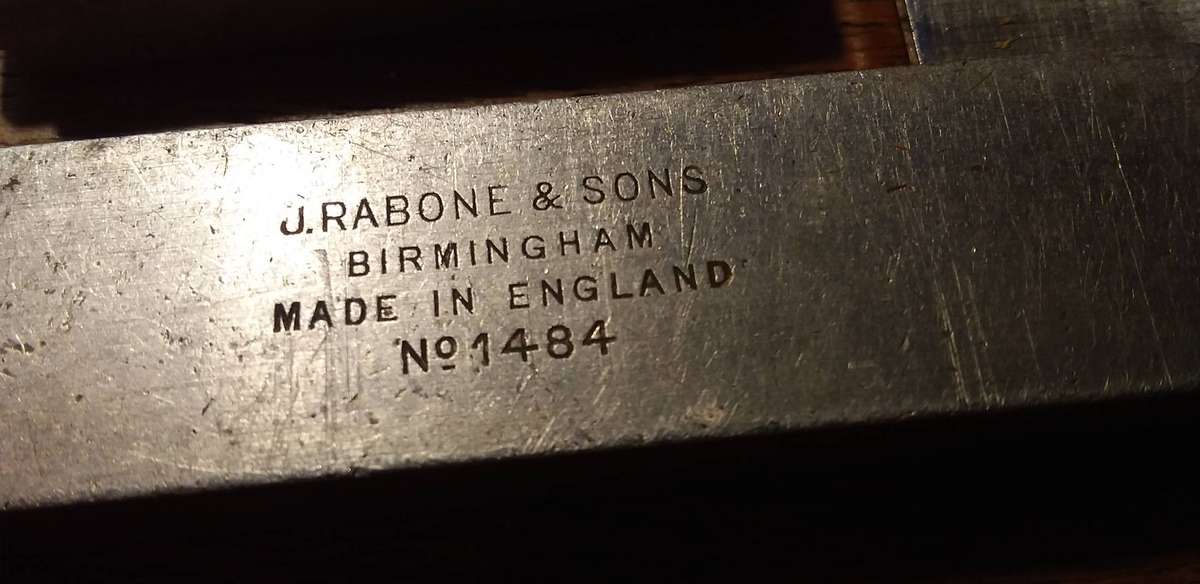 J.RABONE & SONS
BIRMINGHAM
MADE IN ENGLAND
Nº 1484